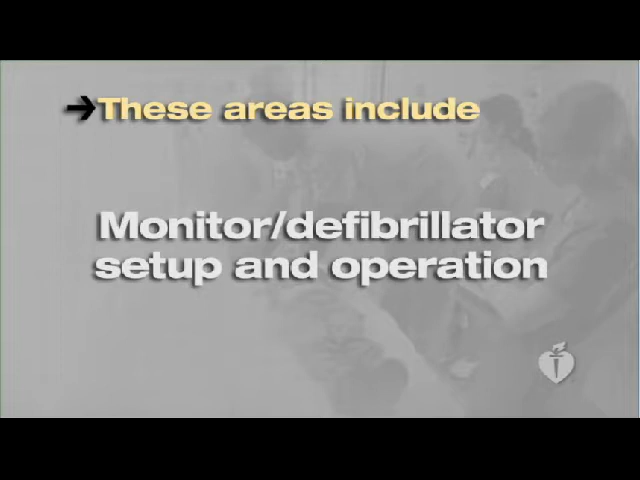 →These areas include
Monitor/defibrillator
setup and operation